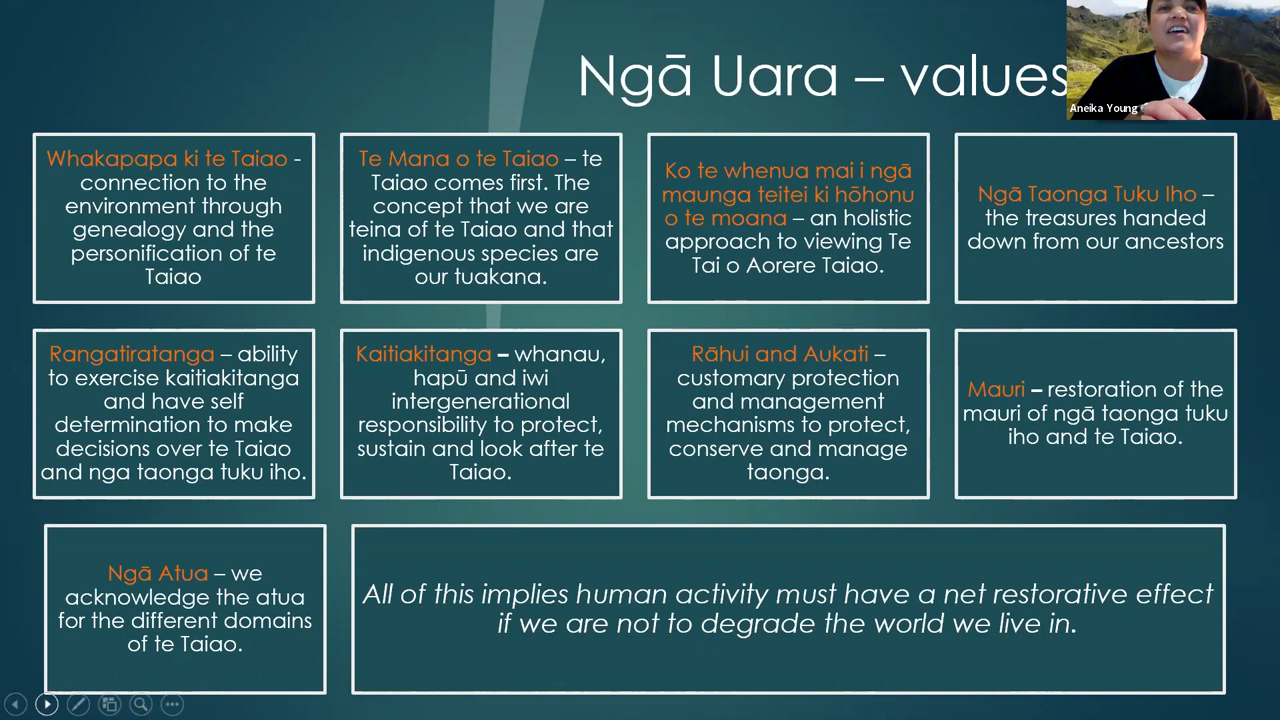 Ngā Uara – values
Aneika Young
Whakapapa ki te Taiao -
connection to the
environment through
genealogy and the
personification of te
Taiao
Te Mana o te Taiao – te
Taiao comes first. The
concept that we are
teina of te Taiao and that
indigenous species are
our tuakana.
Ko te whenua mai i ngā
maunga teitei ki hōhonu
o te moana – an holistic
approach to viewing Te
Tai o Aorere Taiao.
Ngā Taonga Tuku Iho –
the treasures handed
down from our ancestors
Rangatiratanga – ability
to exercise kaitiakitanga
and have self
determination to make
decisions over te Taiao
and nga taonga tuku iho.
Kaitiakitanga – whanau,
hapū and iwi
intergenerational
responsibility to protect,
sustain and look after te
Taiao.
Rāhui and Aukati –
customary protection
and management
mechanisms to protect,
conserve and manage
taonga.
Mauri – restoration of the
mauri of ngā taonga tuku
iho and te Taiao.
Ngā Atua – we
acknowledge the atua
for the different domains
of te Taiao.
All of this implies human activity must have a net restorative effect
if we are not to degrade the world we live in.